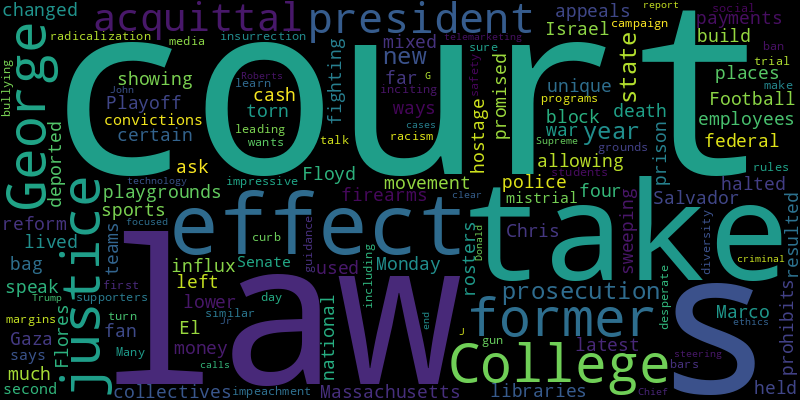 changed
acquittal
president
appeals
report
social
radicalization
media
insurrection
mixed
sure
telemarketing
campaign
payments
Israel
build
ban
trial
George
court
new
state
showing
fighting
Roberts
learn
far
G
promised
unique
places
make
bullying
John
Playoff
cash
inciting
ways
safety
programs
Football
convictions
torn
block
death
employees
certain
leading
cases
racism
hostage
war
year
Supreme
federal
wants
talk
grounds
rules
ask
Floyd
allowing
prison
deported
impressive
movement
police
students
four
halted
technology
playgrounds
firearms
clear
mistrial
Salvador
justice
effect
take
focused
sports
reform
lived
teams
curb
guidance
rosters
Donald
Chris
sweeping
diversity
resulted
influx
Senate
used
including
Monday
criminal
bag
law
left
former
prosecution
s
desperate
prohibits
speak
Trump
supporters
first
lower
day
national
Marco
margins
turn
fan
El
similar
Jr
end
J
gun
latest
ethics
Gaza
Flores
says
Many
money
college
steering
much
calls
bars
second
collectives
impeachment
Massachusetts
libraries
Chief
held